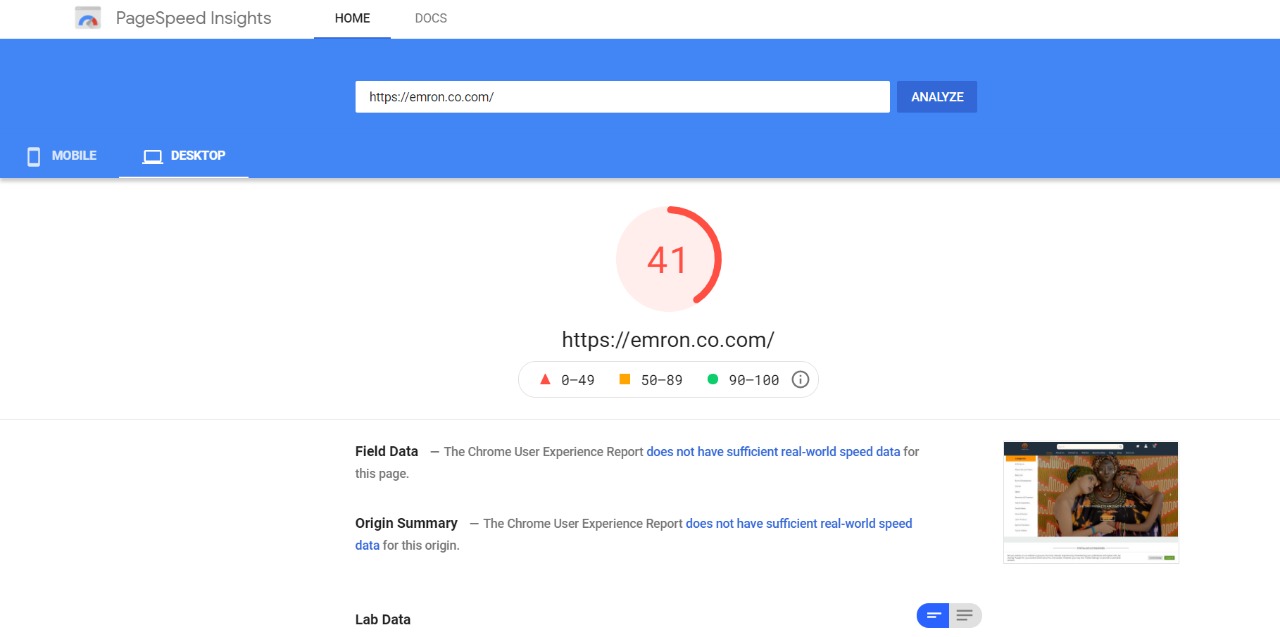 PageSpeed Insights
HOME
DOCS
https://emron.co.com/
ANALYZE
MOBILE
DESKTOP
41
https://emron.co.com/
0–49
50–89
90–100
Field Data — The Chrome User Experience Report does not have sufficient real-world speed data for
this page.
Origin Summary — The Chrome User Experience Report does not have sufficient real-world speed
data for this origin.
Lab Data